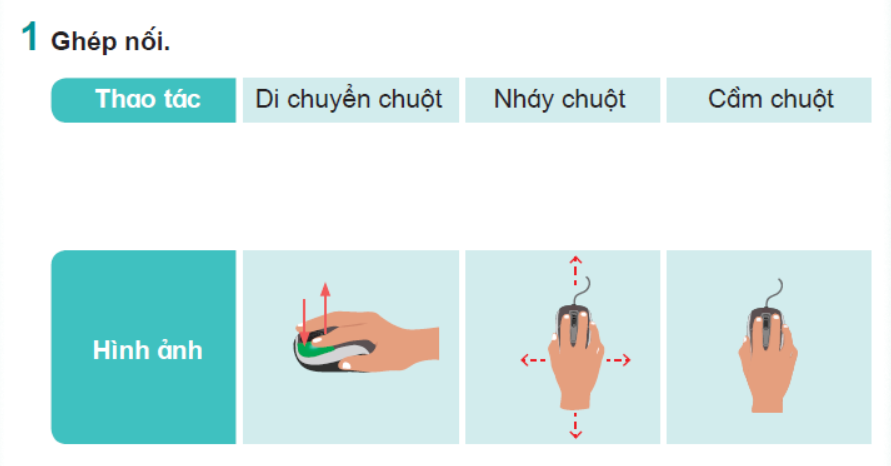 1 Ghép nối.
Thao tác Di chuyển chuột Nháy chuột Cầm chuột
Hình ảnh